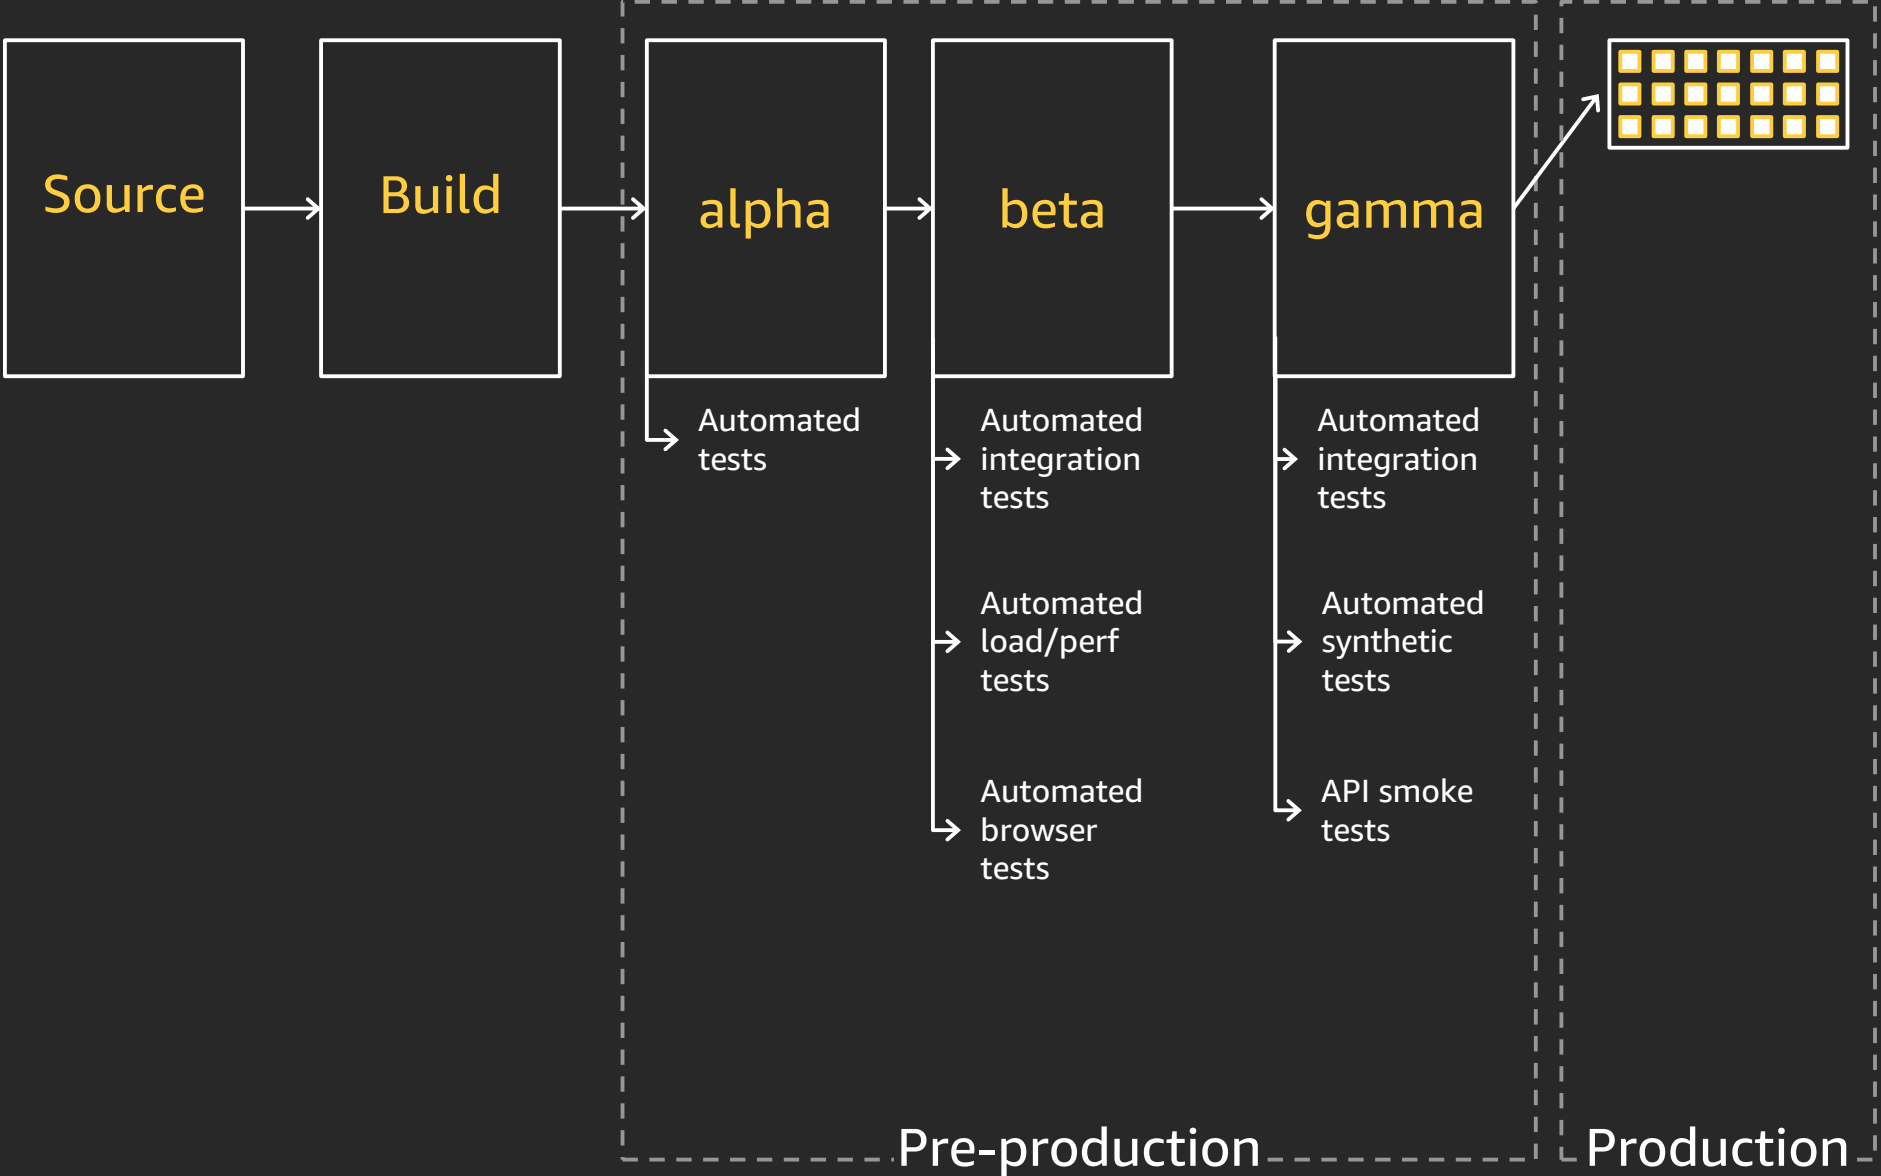 Source
Build
alpha
beta
gamma
Automated
tests
Automated
integration
tests
Automated
load/perf
tests
Automated
browser
tests
Automated
integration
tests
Automated
synthetic
tests
API smoke
tests
Pre-production
Production